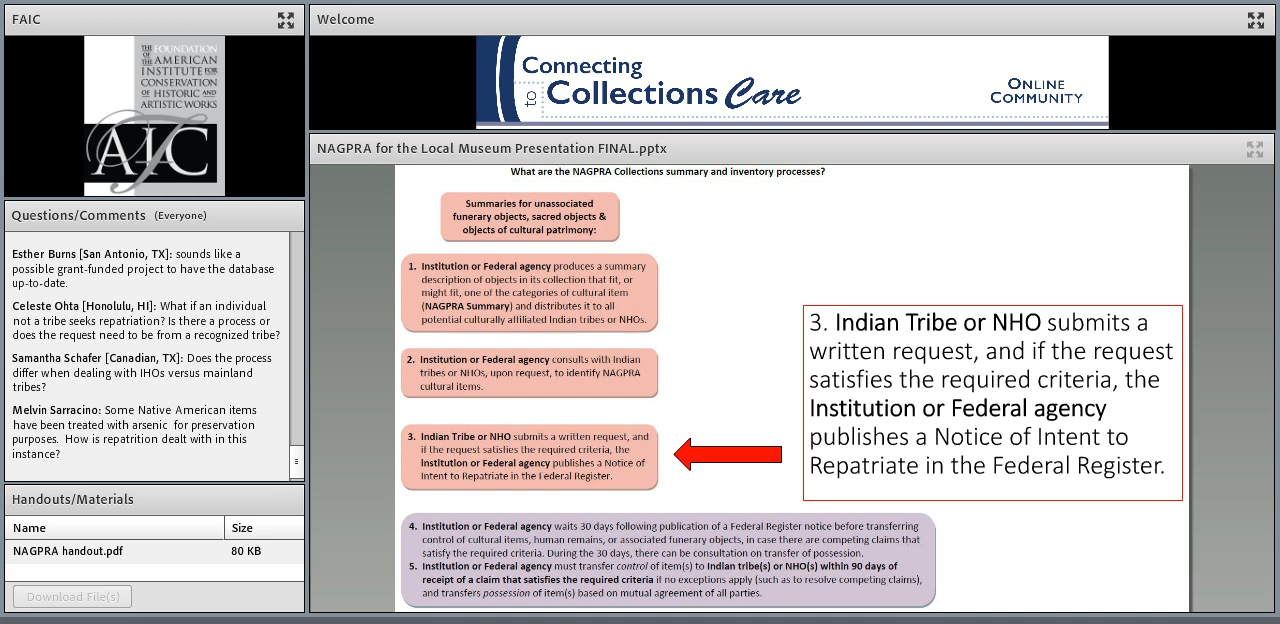 FAIC
THE FOUNDATION
OF THE AMERICAN
INSTITUTE FOR
CONSERVATION
OF HISTORIC AND
ARTISTIC WORKS
AIC
Questions/Comments (Everyone)
Esther Burns [San Antonio, TX]: sounds like a
possible grant-funded project to have the database
up-to-date.
Celeste Ohta [Honolulu, HI]: What if an individual
not a tribe seeks repatriation? Is there a process or
does the request need to be from a recognized tribe?
Samantha Schafer [Canadian, TX]: Does the process
differ when dealing with IHOs versus mainland
tribes?
Melvin Sarracino: Some Native American items
have been treated with arsenic for preservation
purposes. How is repatrition dealt with in this
instance?
Handouts/Materials
Name Size
NAGPRA handout.pdf 80 KB
Download File(s)
Welcome
Connecting
to Collections Care
ONLINE
COMMUNITY
NAGPRA for the Local Museum Presentation FINAL.pptx
What are the NAGPRA Collections summary and inventory processes?
Summaries for unassociated
funerary objects, sacred objects &
objects of cultural patrimony:
1. Institution or Federal agency produces a summary
description of objects in its collection that fit, or
might fit, one of the categories of cultural item
(NAGPRA Summary) and distributes it to all
potential culturally affiliated Indian tribes or NHOs.
2. Institution or Federal agency consults with Indian
tribes or NHOs, upon request, to identify NAGPRA
cultural items.
3. Indian Tribe or NHO submits a written request, and
if the request satisfies the required criteria, the
Institution or Federal agency publishes a Notice of
Intent to Repatriate in the Federal Register.
4. Institution or Federal agency waits 30 days following publication of a Federal Register notice before transferring
control of cultural items, human remains, or associated funerary objects, in case there are competing claims that
satisfy the required criteria. During the 30 days, there can be consultation on transfer of possession.
5. Institution or Federal agency must transfer control of item(s) to Indian tribe(s) or NHO(s) within 90 days of
receipt of a claim that satisfies the required criteria if no exceptions apply (such as to resolve competing claims),
and transfers possession of item(s) based on mutual agreement of all parties.
3. Indian Tribe or NHO submits a
written request, and if the request
satisfies the required criteria, the
Institution or Federal agency
publishes a Notice of Intent to
Repatriate in the Federal Register.